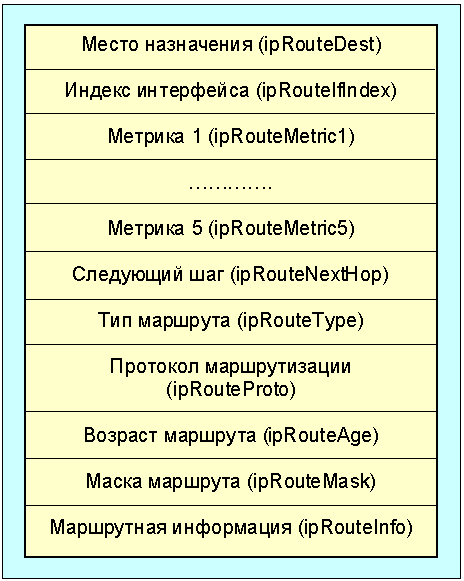 Место назначения (ipRouteDest)
Индекс интерфейса (ipRouteIfIndex)
Метрика 1 (ipRouteMetric1)
.............
Метрика 5 (ipRouteMetric5)
Следующий шаг (ipRouteNextHop)
Тип маршрута (ipRouteType)
Протокол маршрутизации
(ipRouteProto)
Возраст маршрута (ipRouteAge)
Маска маршрута (ipRouteMask)
Маршрутная информация (ipRouteInfo)